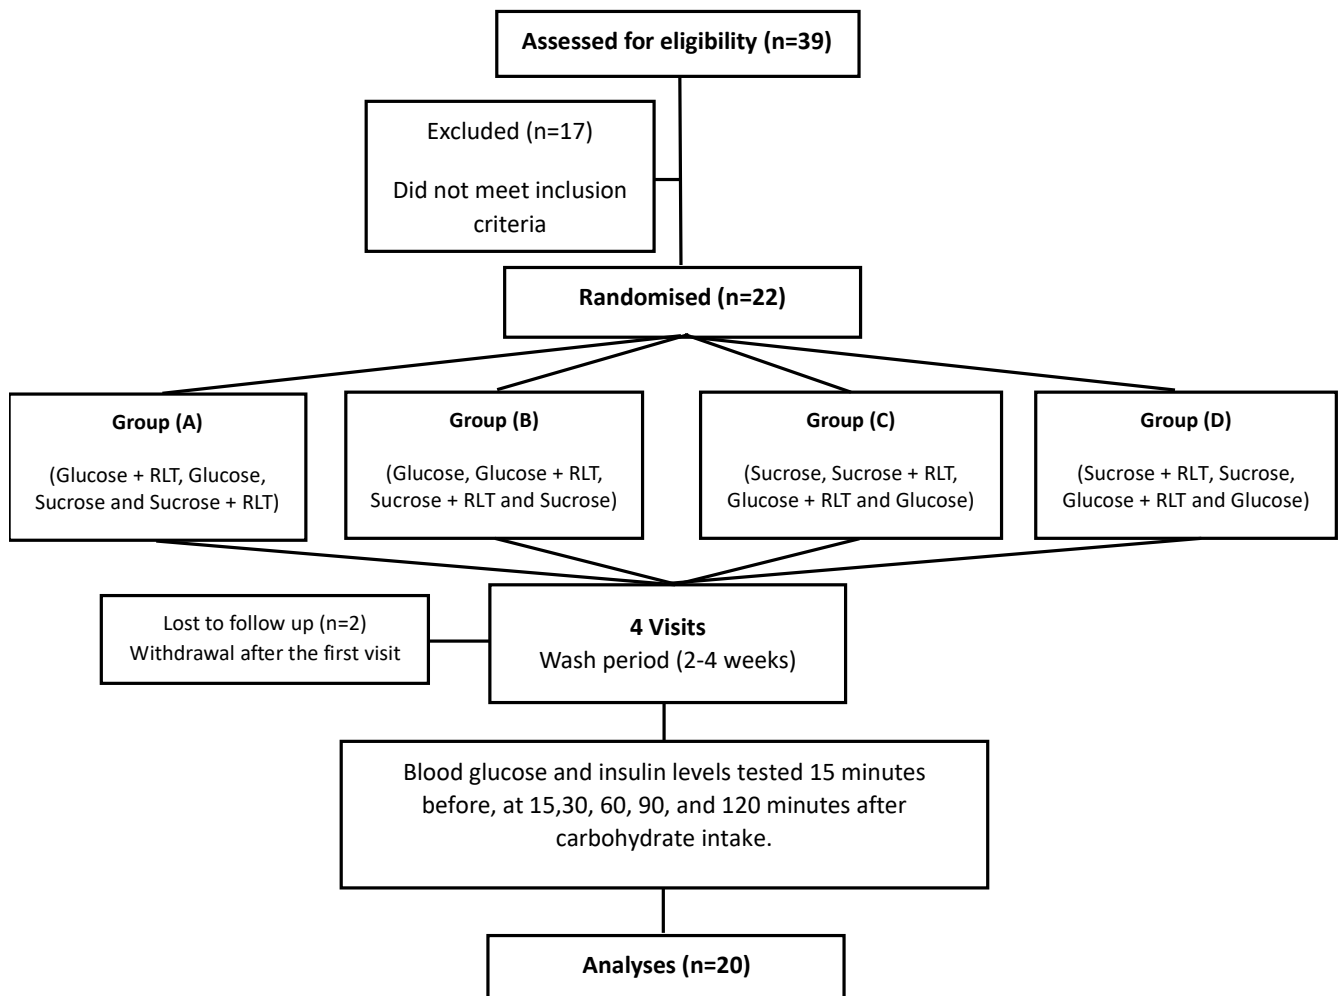 Assessed for eligibility (n=39)
Excluded (n=17)
Did not meet inclusion
criteria
Randomised (n=22)
Group (A)
(Glucose + RLT, Glucose,
Sucrose and Sucrose + RLT)
Group (B)
(Glucose, Glucose + RLT,
Sucrose + RLT and Sucrose)
Group (C)
(Sucrose, Sucrose + RLT,
Glucose + RLT and Glucose)
Group (D)
(Sucrose + RLT, Sucrose,
Glucose + RLT and Glucose)
Lost to follow up (n=2)
Withdrawal after the first visit
4 Visits
Wash period (2-4 weeks)
Blood glucose and insulin levels tested 15 minutes
before, at 15,30, 60, 90, and 120 minutes after
carbohydrate intake.
Analyses (n=20)